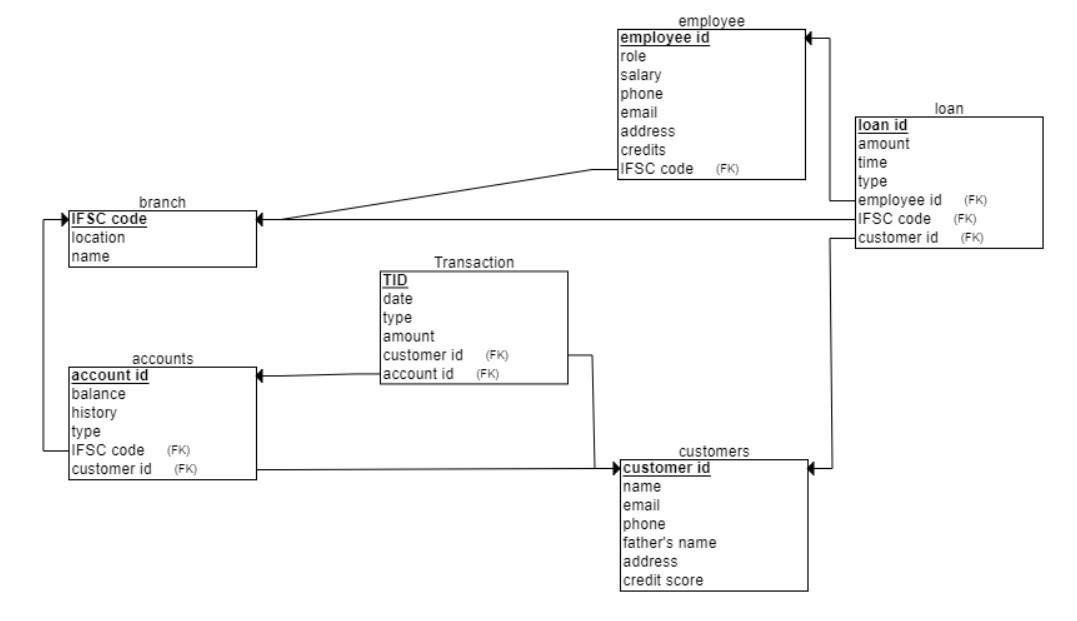 employee
employee id
role
salary
phone
email
address
credits
IFSC code (FK)
loan
loan id
amount
time
type
employee id (FK)
IFSC code (FK)
customer id (FK)
branch
IFSC code
location
name
Transaction
TID
date
type
amount
customer id (FK)
account id (FK)
accounts
account id
balance
history
type
IFSC code (FK)
customer id (FK)
customers
customer id
name
email
phone
father's name
address
credit score